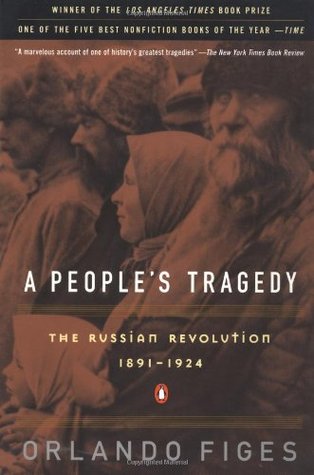 WINNER OF THE LOS ANGELES TIMES BOOK PRIZE
ONE OF THE FIVE BEST NONFICTION BOOKS OF THE YEAR —TIME
"A marvelous account of one of history's greatest tragedies" —The New York Times Book Review
A PEOPLE'S TRAGEDY
THE RUSSIAN REVOLUTION
1891–1924
ORLANDO FIGES